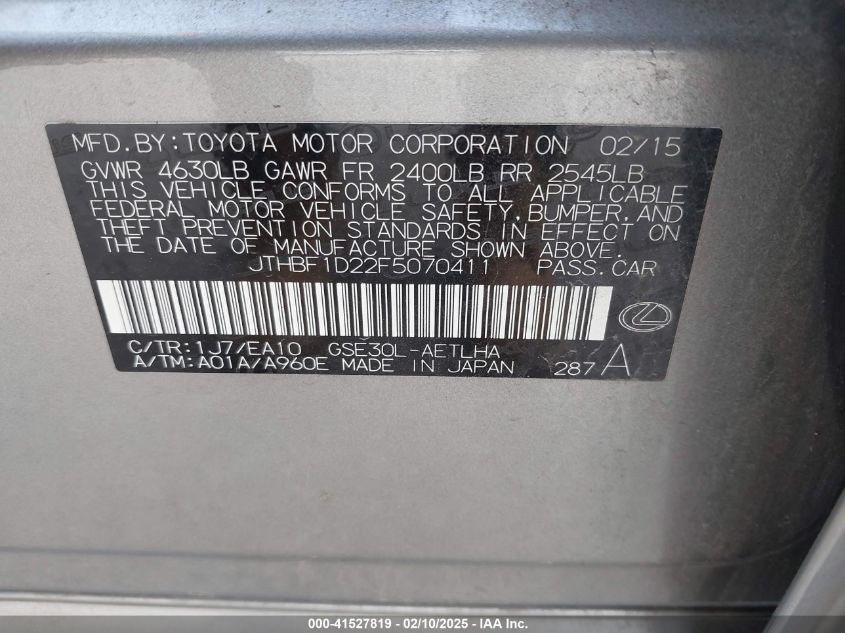 MFD. BY: TOYOTA MOTOR CORPORATION 02/15
GVWR 4630LB GAWR FR 2400LB RR 2545LB
THIS VEHICLE CONFORMS TO ALL APPLICABLE
FEDERAL MOTOR VEHICLE SAFETY, BUMPER, AND
THEFT PREVENTION STANDARDS IN EFFECT ON
THE DATE OF MANUFACTURE SHOWN ABOVE.
JTHBF1D22F5070411 PASS. CAR
C/TR: 1J7/EA10 GSE30L-AETLHA
A/TM: A01A/A960E MADE IN JAPAN 287 A
000-41527819 - 02/10/2025 - IAA Inc.